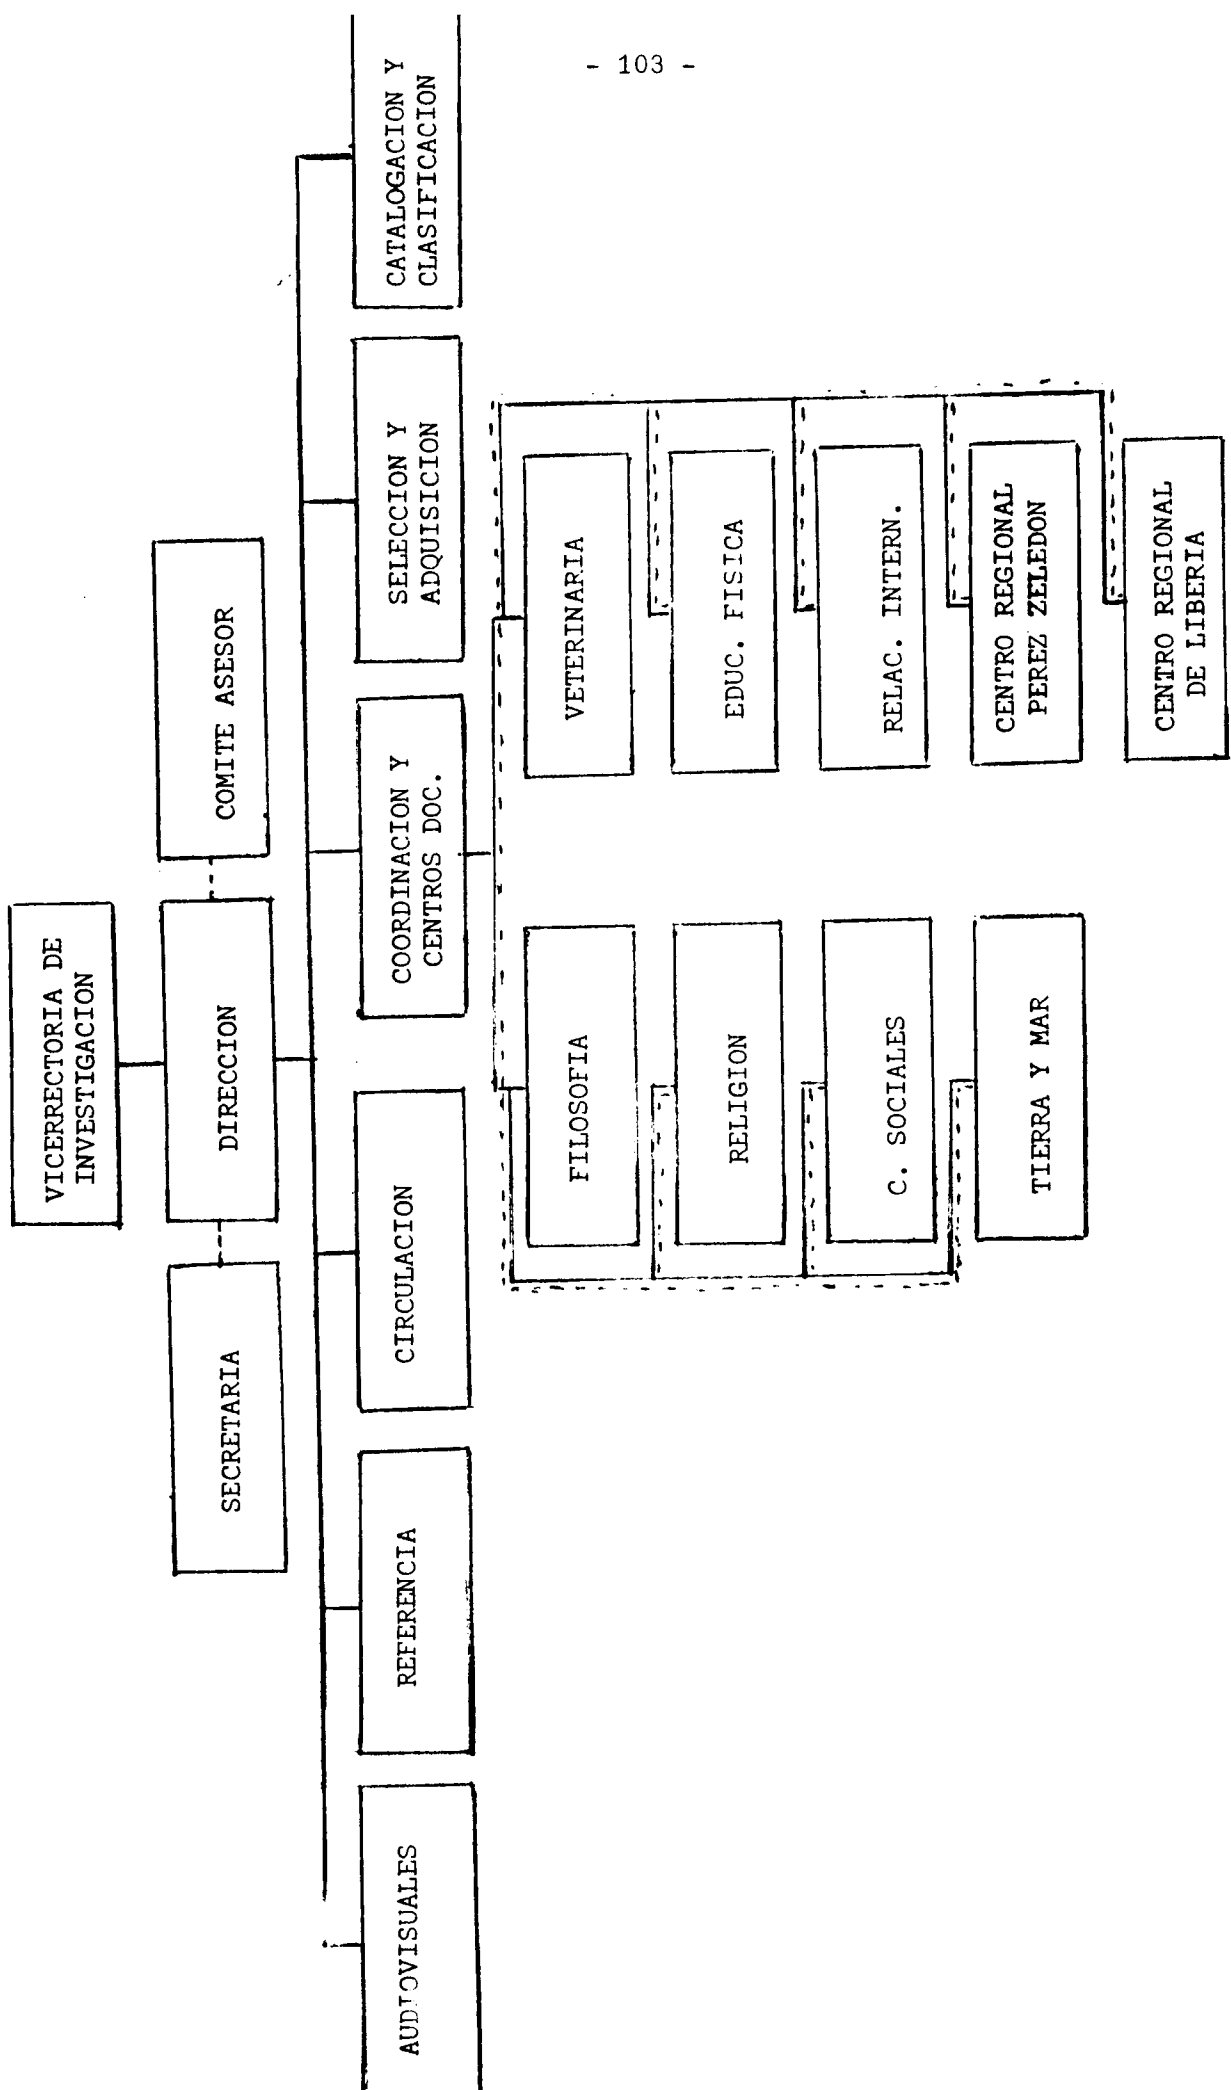 - 103 -
VICERRECTORIA DE
INVESTIGACION
SECRETARIA
DIRECCION
COMITE ASESOR
AUDIOVISUALES
REFERENCIA
CIRCULACION
COORDINACION Y
CENTROS DOC.
SELECCION Y
ADQUISICION
CATALOGACION Y
CLASIFICACION
FILOSOFIA
VETERINARIA
RELIGION
EDUC. FISICA
C. SOCIALES
RELAC. INTERN.
TIERRA Y MAR
CENTRO REGIONAL
PEREZ ZELEDON
CENTRO REGIONAL
DE LIBERIA